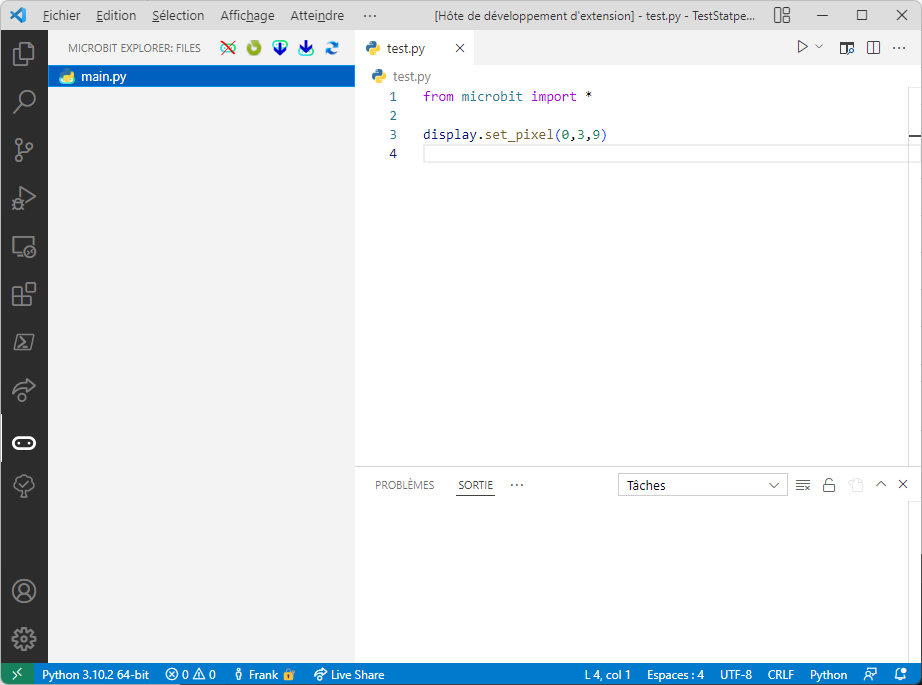 Fichier Edition Sélection Affichage Atteindre ··· [Hôte de développement d'extension] - test.py - TestStatpe...
MICROBIT EXPLORER: FILES
test.py
main.py
test.py
1 from microbit import *
2
3 display.set_pixel(0,3,9)
4
PROBLÈMES SORTIE ··· Tâches
Python 3.10.2 64-bit 0 0 Frank Live Share L 4, col 1 Espaces : 4 UTF-8 CRLF Python